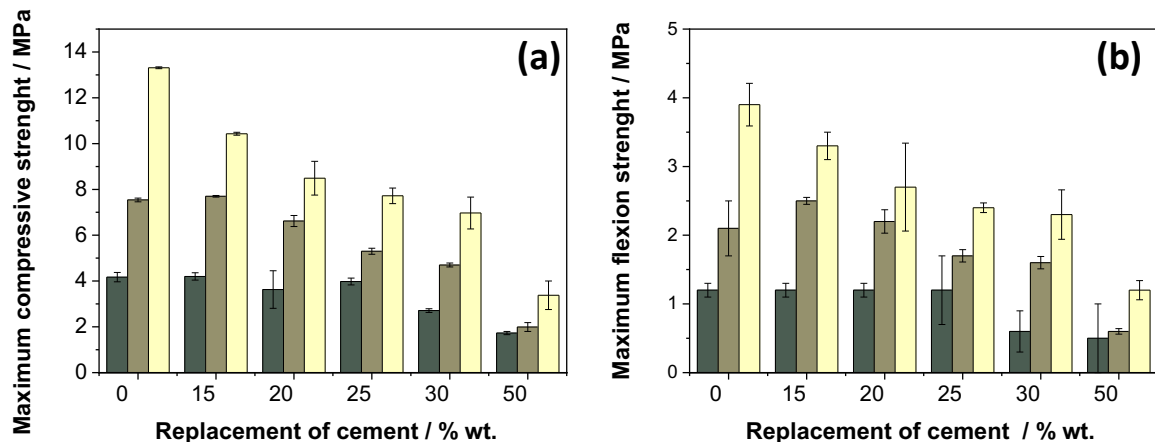 Maximum compressive strenght / MPa
14
12
10
8
6
4
2
0
0 15 20 25 30 50
Replacement of cement / % wt.
(a)
Maximum flexion strenght / MPa
5
4
3
2
1
0
0 15 20 25 30 50
Replacement of cement / % wt.
(b)